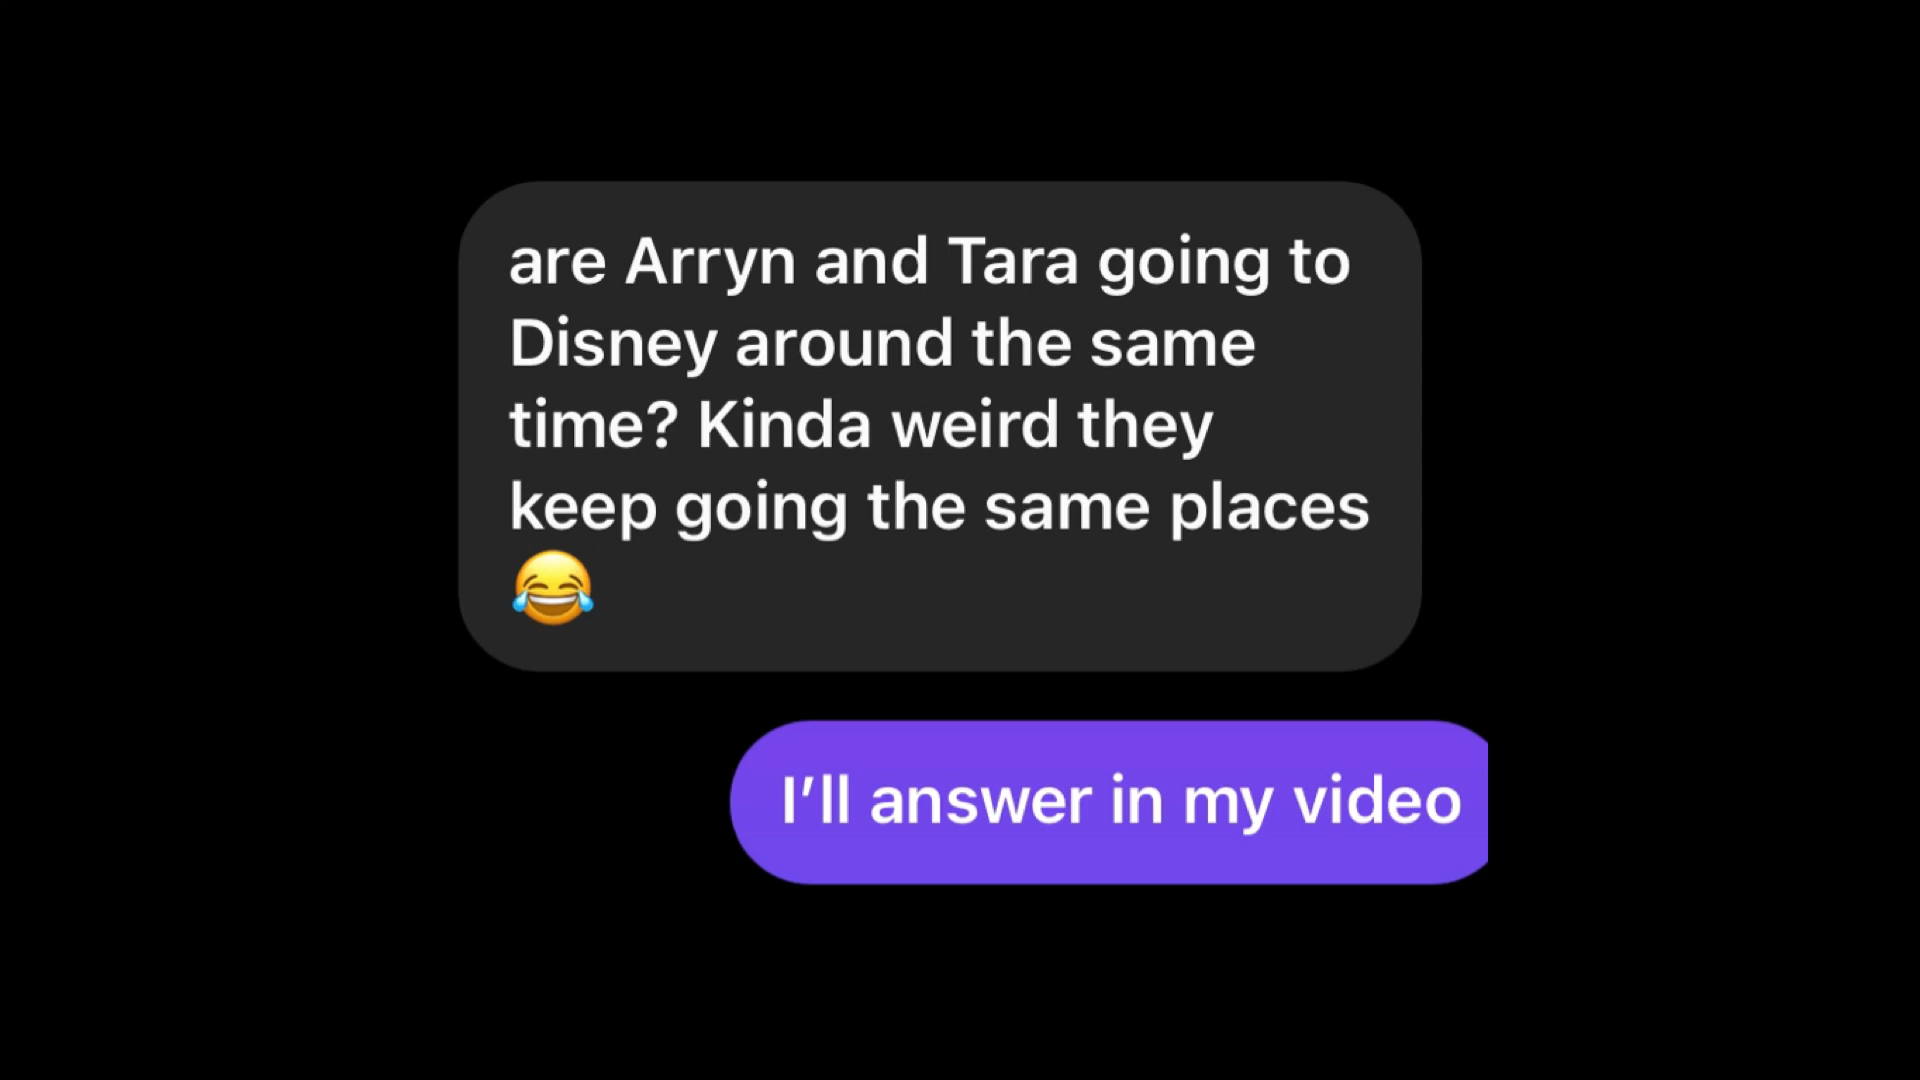 are Arryn and Tara going to
Disney around the same
time? Kinda weird they
keep going the same places
😂
I’ll answer in my video